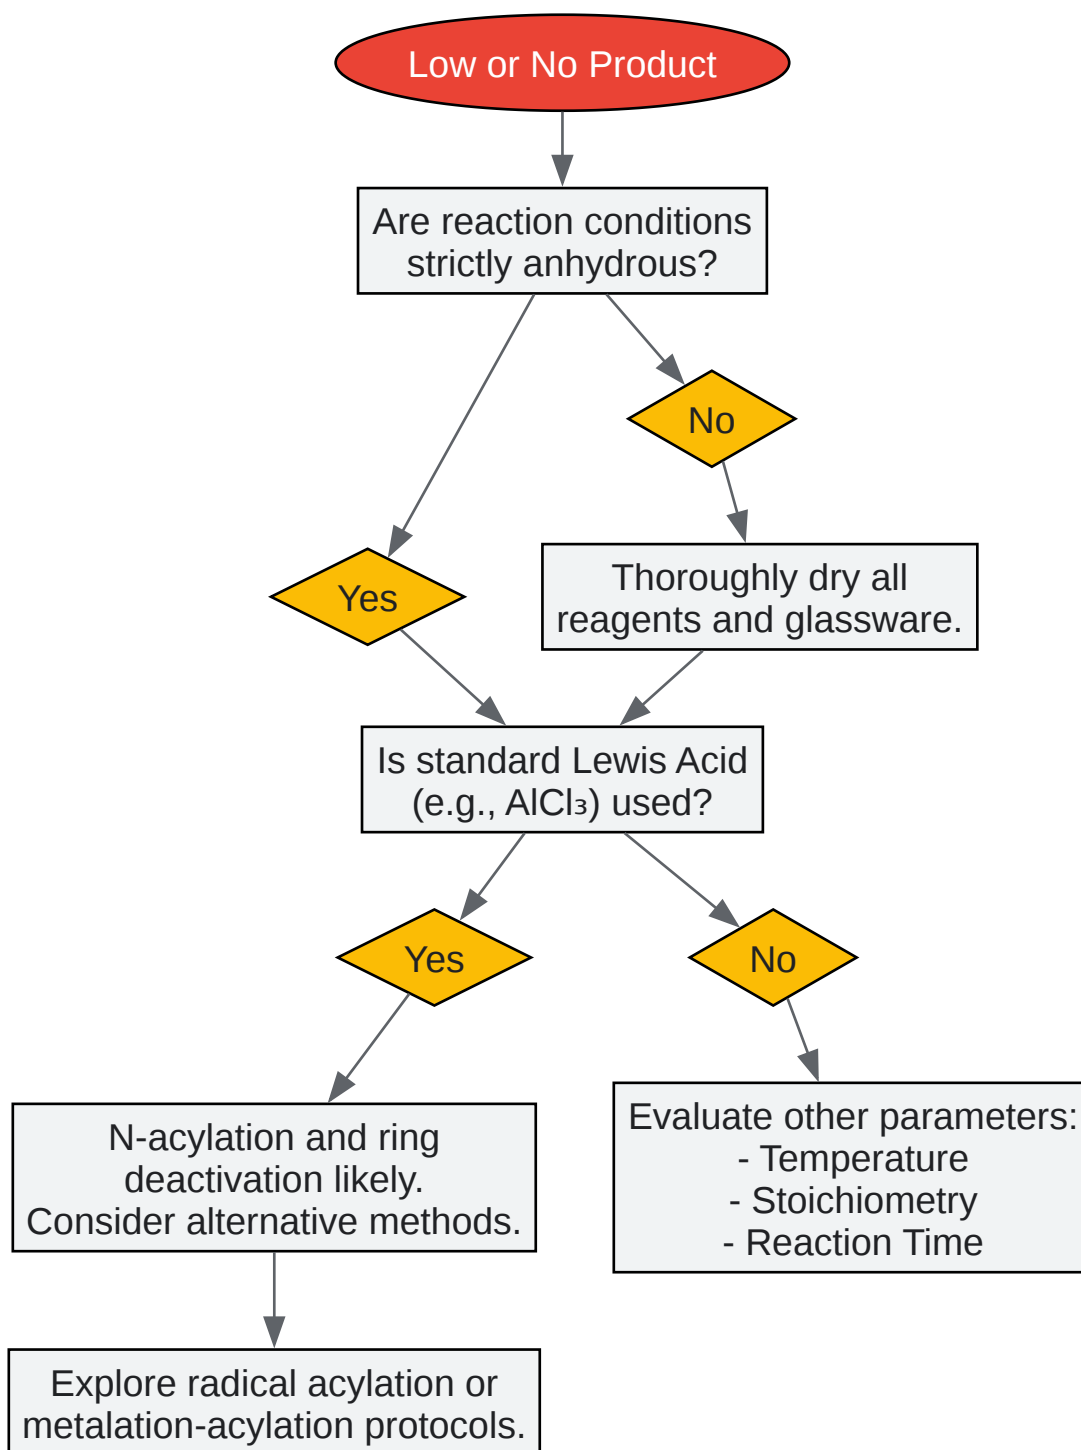 Low or No Product
Are reaction conditions
strictly anhydrous?
No
Yes
Thoroughly dry all
reagents and glassware.
Is standard Lewis Acid
(e.g., AlCl₃) used?
Yes
No
N-acylation and ring
deactivation likely.
Consider alternative methods.
Evaluate other parameters:
- Temperature
- Stoichiometry
- Reaction Time
Explore radical acylation or
metalation-acylation protocols.